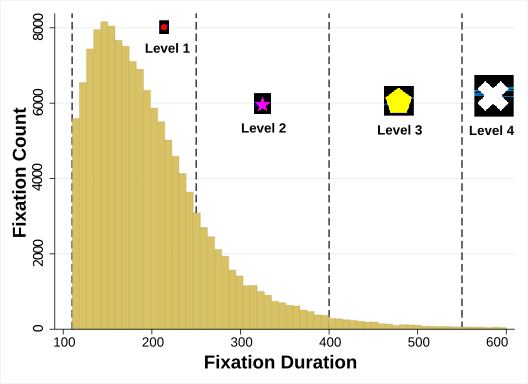 8000
6000
4000
2000
0
Fixation Count
Level 1
Level 2
Level 3
Level 4
100 200 300 400 500 600
Fixation Duration